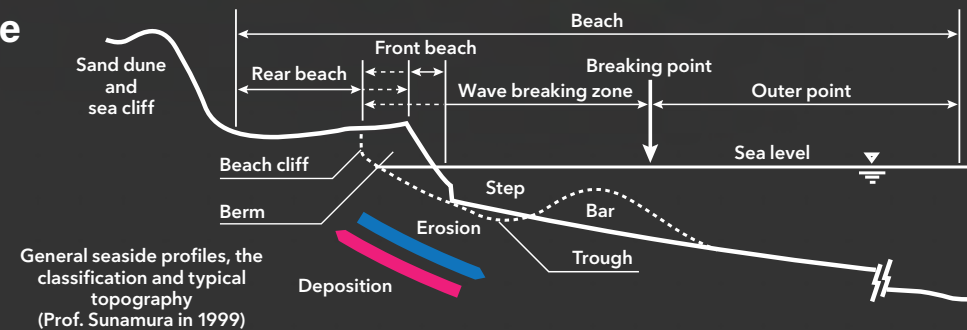 e
Beach
Front beach
Sand dune
and
sea cliff
Rear beach
Breaking point
Wave breaking zone
Outer point
Sea level
Beach cliff
Step
Berm
Bar
Erosion
Trough
Deposition
General seaside profiles, the
classification and typical
topography
(Prof. Sunamura in 1999)